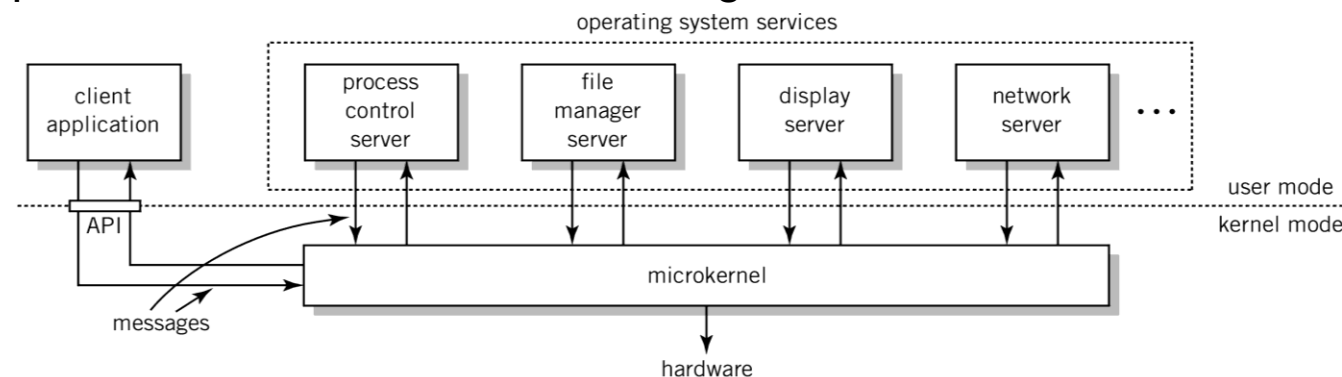 operating system services
client
application
process
control
server
file
manager
server
display
server
network
server
...
user mode
API
kernel mode
microkernel
messages
hardware